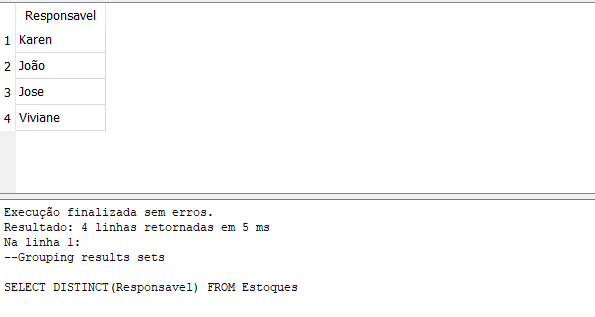 Responsavel
1 Karen
2 João
3 Jose
4 Viviane
Execução finalizada sem erros.
Resultado: 4 linhas retornadas em 5 ms
Na linha 1:
--Grouping results sets
SELECT DISTINCT(Responsavel) FROM Estoques